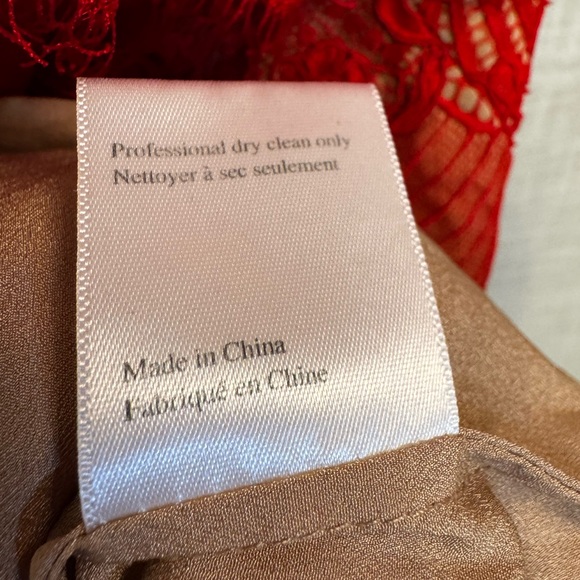 Professional dry clean only
Nettoyer à sec seulement
Made in China
Fabriqué en Chine